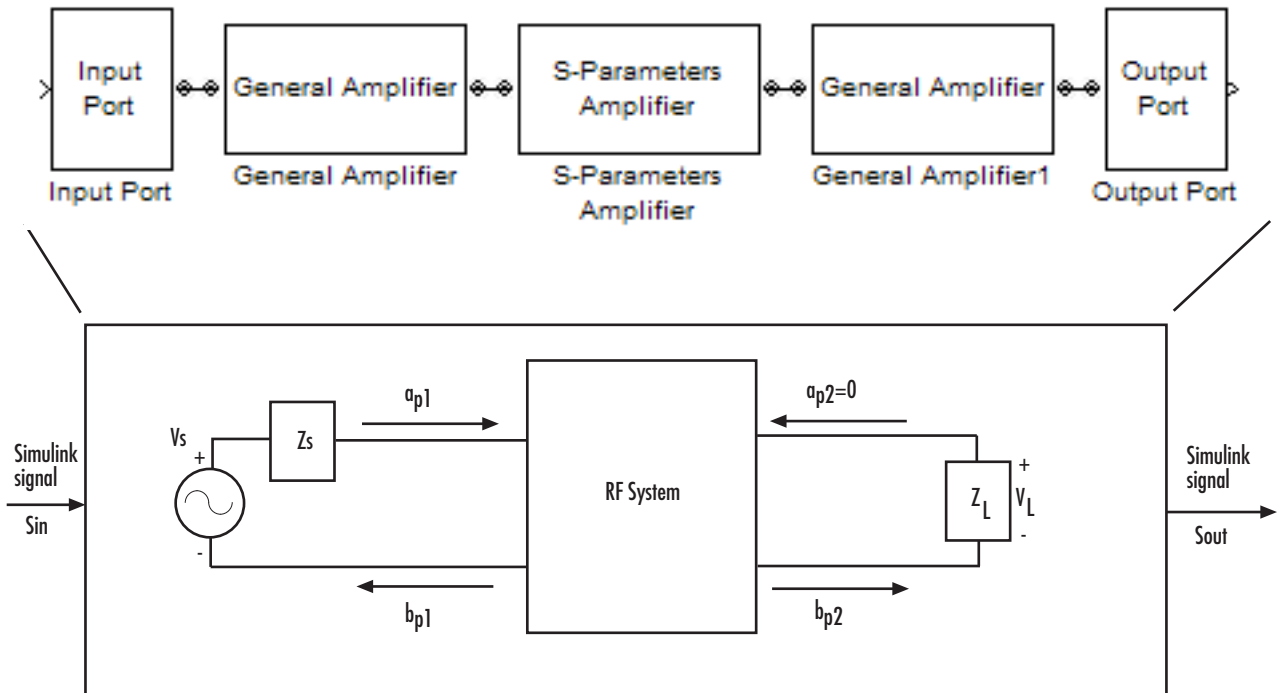 Input
Port
General Amplifier
S-Parameters
Amplifier
General Amplifier
Output
Port
Input Port
General Amplifier
S-Parameters
Amplifier
General Amplifier1
Output Port
Simulink
signal
Sin
Vs
+
-
Zs
ap1
bp1
RF System
ap2=0
bp2
ZL
+
VL
-
Simulink
signal
Sout